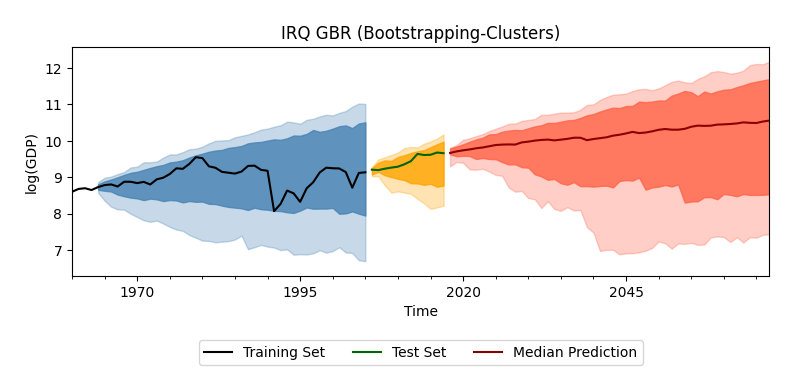 IRQ GBR (Bootstrapping-Clusters)
12
11
10
9
8
7
log(GDP)
1970 1995 2020 2045
Time
Training Set Test Set Median Prediction